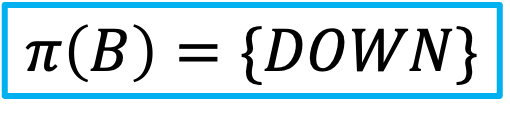 π(B) = {DOWN}